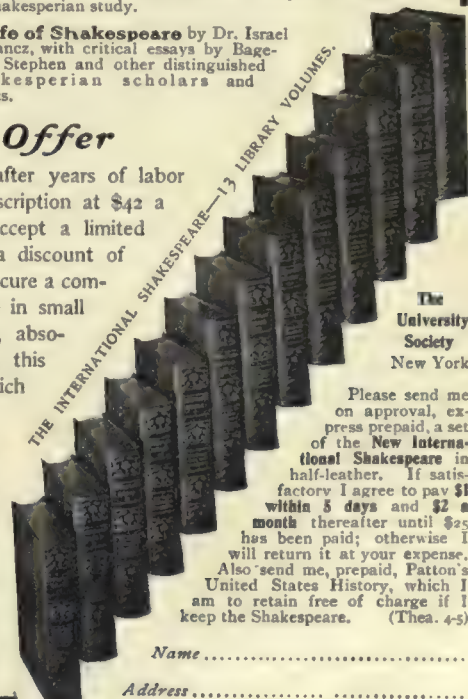 akesperian study.
fe of Shakespeare by Dr. Israel
ancz, with critical essays by Bage-
Stephen and other distinguished
kesperian scholars and
s.
Offer
after years of labor
scription at $42 a
ccept a limited
a discount of
cure a com-
in small
, abso-
this
ich
THE INTERNATIONAL SHAKESPEARE—13 LIBRARY VOLUMES.
The
University
Society
New York
Please send me
on approval, ex-
press prepaid, a set
of the New Interna-
tional Shakespeare in
half-leather. If satis-
factory I agree to pay $1
within 5 days and $2 a
month thereafter until $25
has been paid; otherwise I
will return it at your expense.
Also send me, prepaid, Patton's
United States History, which I
am to retain free of charge if I
keep the Shakespeare. (Thea. 4-5)
Name
Address